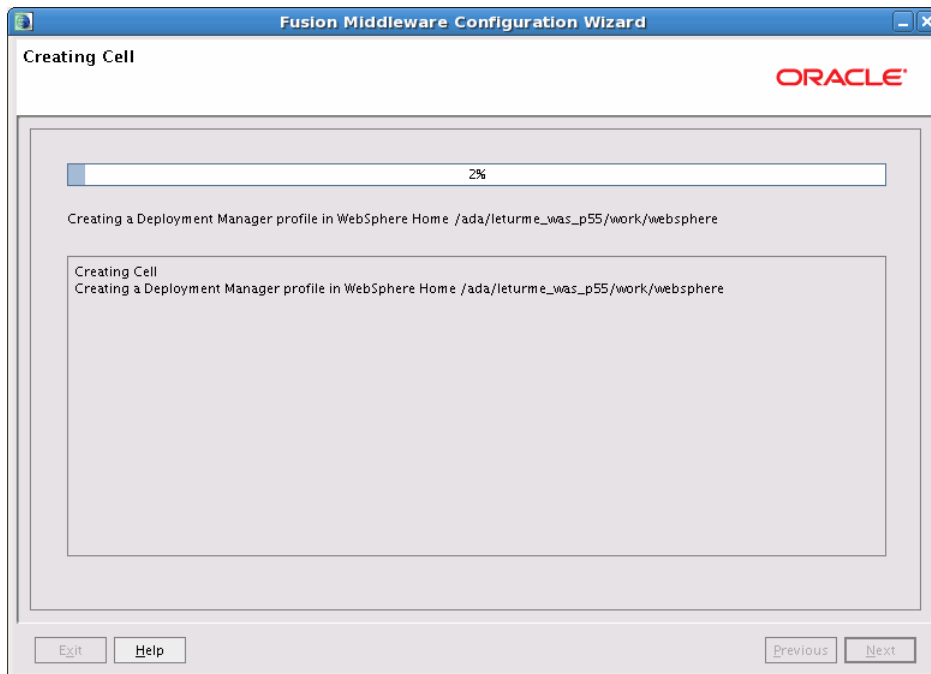 Fusion Middleware Configuration Wizard
Creating Cell
ORACLE
2%
Creating a Deployment Manager profile in WebSphere Home /ada/leturme_was_p55/work/websphere
Creating Cell
Creating a Deployment Manager profile in WebSphere Home /ada/leturme_was_p55/work/websphere
Exit Help Previous Next